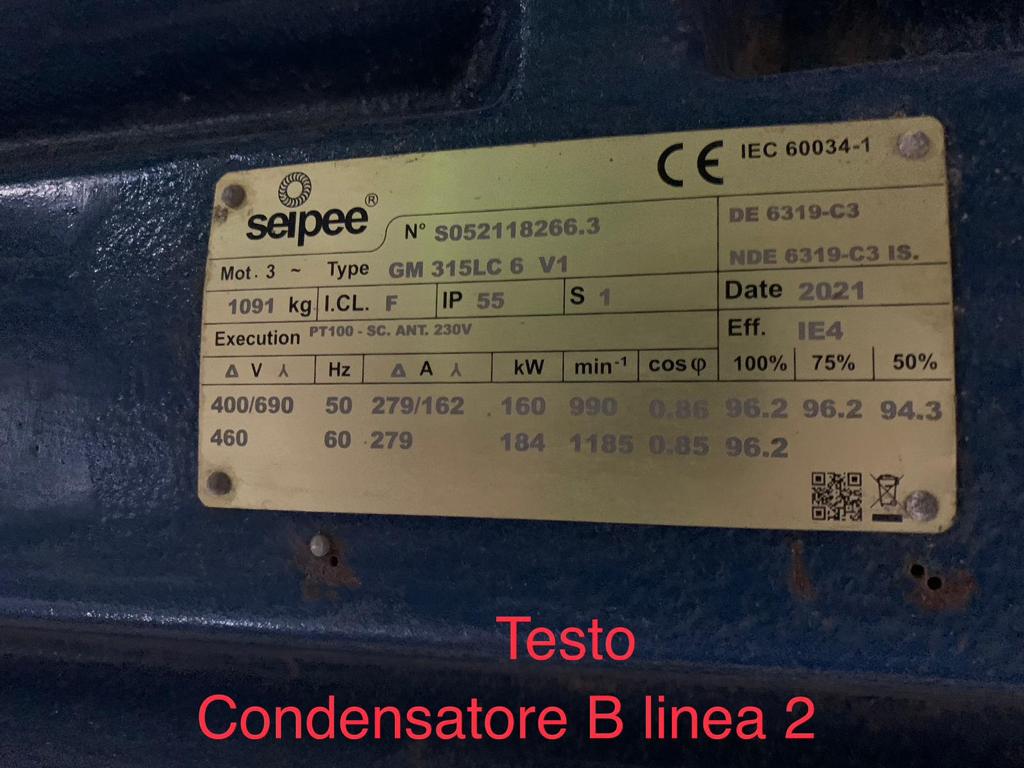 CE IEC 60034-1
seipee®
N° S052118266.3
DE 6319-C3
NDE 6319-C3 IS.
Mot. 3 ~ Type GM 315LC 6 V1
1091 kg I.CL. F IP 55 S 1
Date 2021
Execution PT100 - SC. ANT. 230V
Eff. IE4
Δ V ⅄ Hz Δ A ⅄ kW min⁻¹ cosφ 100% 75% 50%
400/690 50 279/162 160 990 0.86 96.2 96.2 94.3
460 60 279 184 1185 0.85 96.2
Testo
Condensatore B linea 2